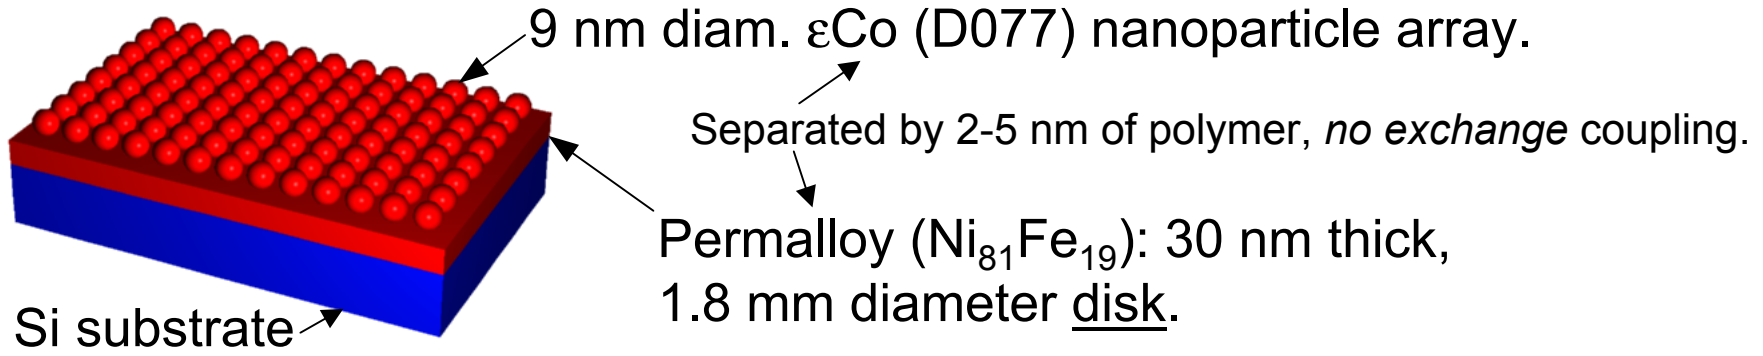 9 nm diam. εCo (D077) nanoparticle array.
Separated by 2-5 nm of polymer, no exchange coupling.
Permalloy (Ni₈₁Fe₁₉): 30 nm thick,
1.8 mm diameter disk.
Si substrate